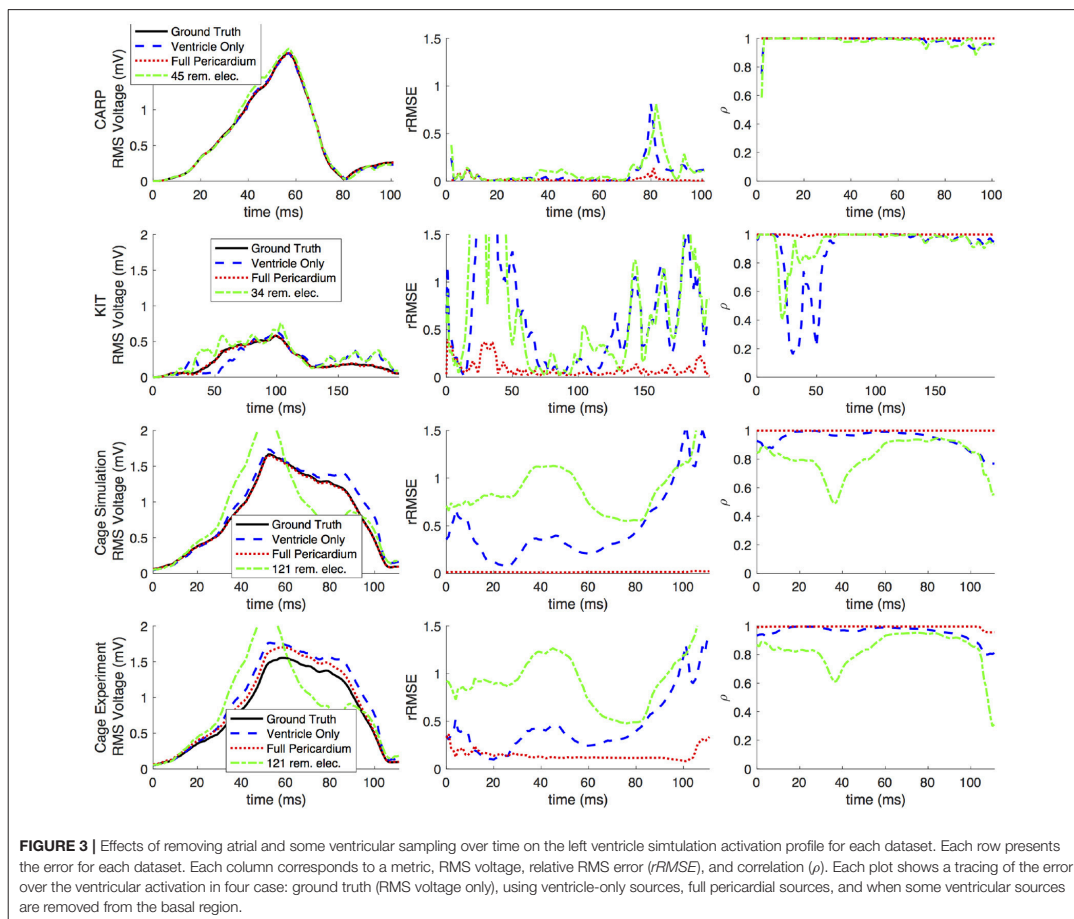 Ground Truth
Ventricle Only
Full Pericardium
45 rem. elec.
CARP
RMS Voltage (mV)
0
0.5
1
0 20 40 60 80 100
time (ms)
rRMSE
0
0.5
1
1.5
0 20 40 60 80 100
time (ms)
ρ
0
0.2
0.4
0.6
0.8
1
0 20 40 60 80 100
time (ms)
Ground Truth
Ventricle Only
Full Pericardium
34 rem. elec.
KIT
RMS Voltage (mV)
0
0.5
1
1.5
2
0 50 100 150
time (ms)
rRMSE
0
0.5
1
1.5
0 50 100 150
time (ms)
ρ
0
0.2
0.4
0.6
0.8
1
0 50 100 150
time (ms)
Ground Truth
Ventricle Only
Full Pericardium
121 rem. elec.
Cage Simulation
RMS Voltage (mV)
0
0.5
1
1.5
2
0 20 40 60 80 100
time (ms)
rRMSE
0
0.5
1
1.5
0 20 40 60 80 100
time (ms)
ρ
0
0.2
0.4
0.6
0.8
1
0 20 40 60 80 100
time (ms)
Ground Truth
Ventricle Only
Full Pericardium
121 rem. elec.
Cage Experiment
RMS Voltage (mV)
0
0.5
1
1.5
2
0 20 40 60 80 100
time (ms)
rRMSE
0
0.5
1
1.5
0 20 40 60 80 100
time (ms)
ρ
0
0.2
0.4
0.6
0.8
1
0 20 40 60 80 100
time (ms)
FIGURE 3 | Effects of removing atrial and some ventricular sampling over time on the left ventricle simtulation activation profile for each dataset. Each row presents
the error for each dataset. Each column corresponds to a metric, RMS voltage, relative RMS error (rRMSE), and correlation (ρ). Each plot shows a tracing of the error
over the ventricular activation in four case: ground truth (RMS voltage only), using ventricle-only sources, full pericardial sources, and when some ventricular sources
are removed from the basal region.